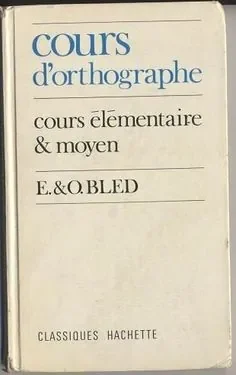 cours
d'orthographe
cours élémentaire
& moyen
E.&O.BLED
CLASSIQUES HACHETTE